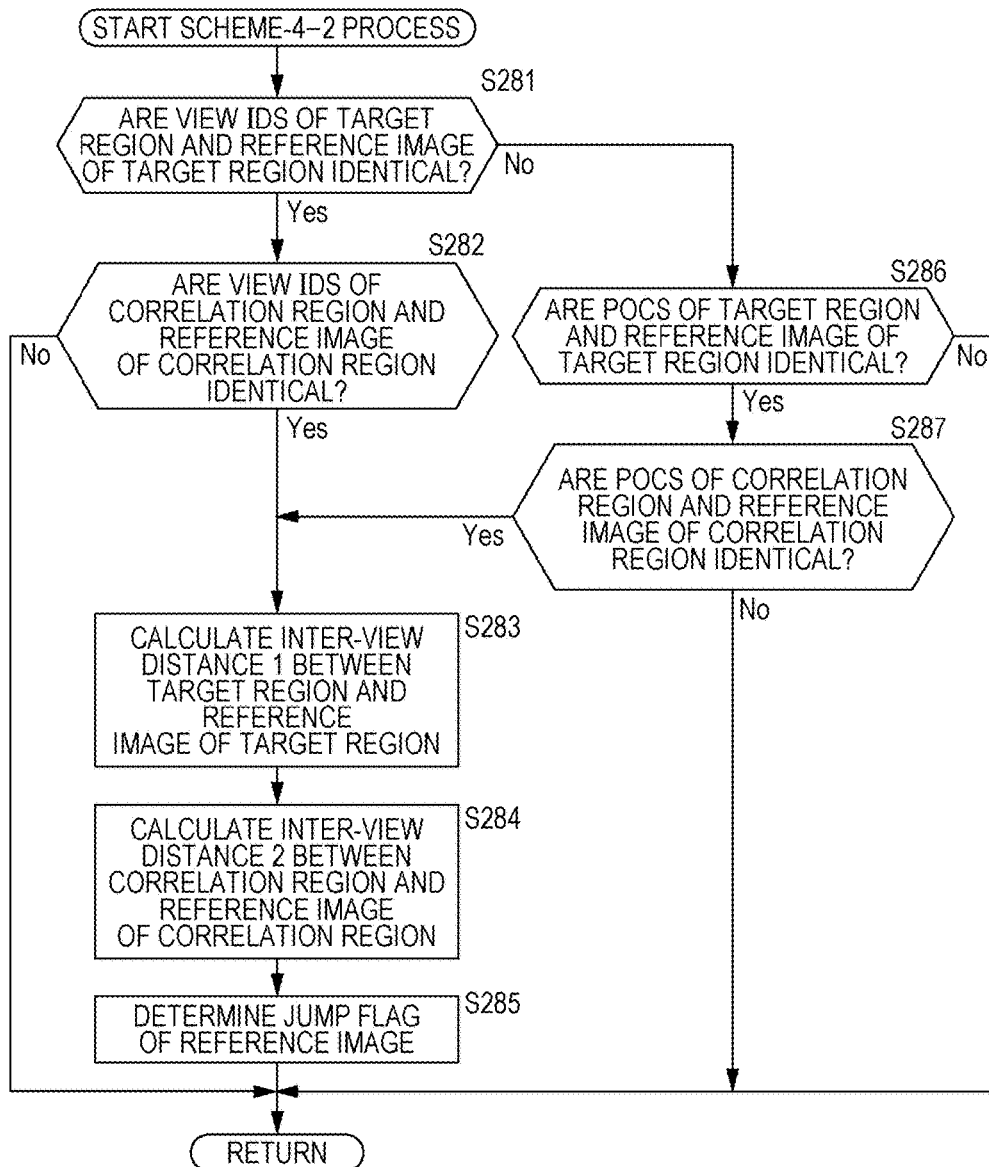 START SCHEME-4-2 PROCESS
S281
ARE VIEW IDS OF TARGET
REGION AND REFERENCE IMAGE
OF TARGET REGION IDENTICAL?
No
Yes
S282
ARE VIEW IDS OF
CORRELATION REGION AND
REFERENCE IMAGE
OF CORRELATION REGION
IDENTICAL?
No
Yes
S286
ARE POCS OF TARGET REGION
AND REFERENCE IMAGE OF
TARGET REGION IDENTICAL?
No
Yes
S287
ARE POCS OF CORRELATION
REGION AND REFERENCE
IMAGE OF CORRELATION
REGION IDENTICAL?
Yes
No
S283
CALCULATE INTER-VIEW
DISTANCE 1 BETWEEN
TARGET REGION AND
REFERENCE
IMAGE OF TARGET REGION
S284
CALCULATE INTER-VIEW
DISTANCE 2 BETWEEN
CORRELATION REGION AND
REFERENCE IMAGE
OF CORRELATION REGION
S285
DETERMINE JUMP FLAG
OF REFERENCE IMAGE
RETURN